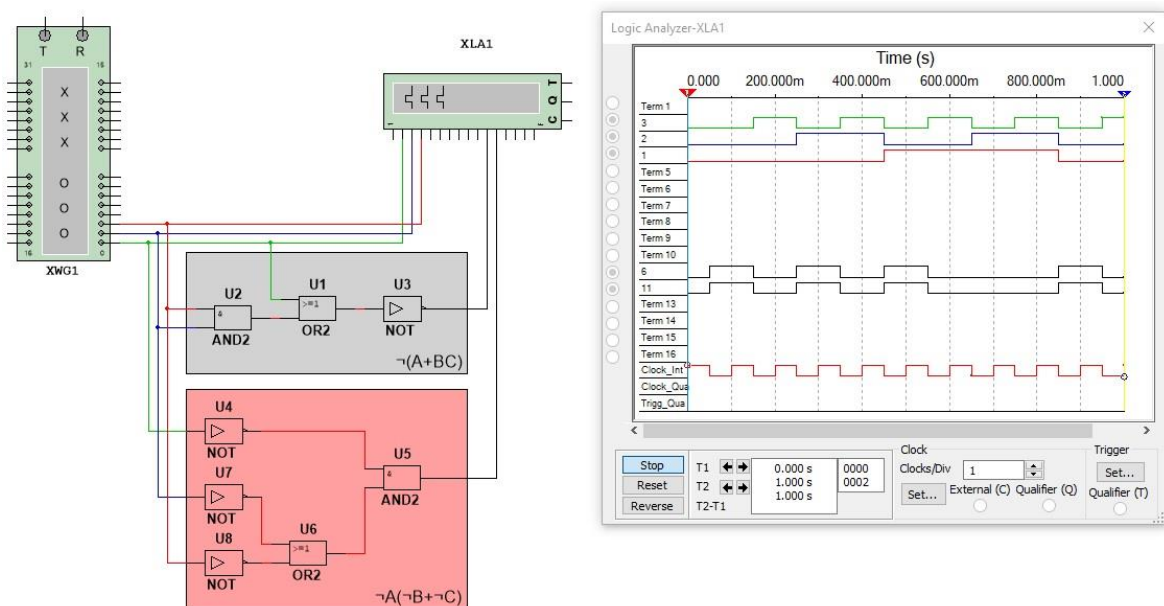 T R
31 15
X
X
X
O
O
O
16 0
XWG1
XLA1
T
Q
C
1 F
U2
&
AND2
U1
>=1
OR2
U3
NOT
¬(A+BC)
U4
NOT
U7
NOT
U8
NOT
U6
>=1
OR2
U5
&
AND2
¬A(¬B+¬C)
Logic Analyzer-XLA1
Time (s)
0.000 200.000m 400.000m 600.000m 800.000m 1.000
Term 1
3
2
1
Term 5
Term 6
Term 7
Term 8
Term 9
Term 10
6
11
Term 13
Term 14
Term 15
Term 16
Clock_Int
Clock_Qua
Trigg_Qua
Stop
Reset
Reverse
T1 0.000 s 0000
T2 1.000 s 0002
T2-T1 1.000 s
Clock
Clocks/Div 1
Set... External (C) Qualifier (Q)
Trigger
Set...
Qualifier (T)